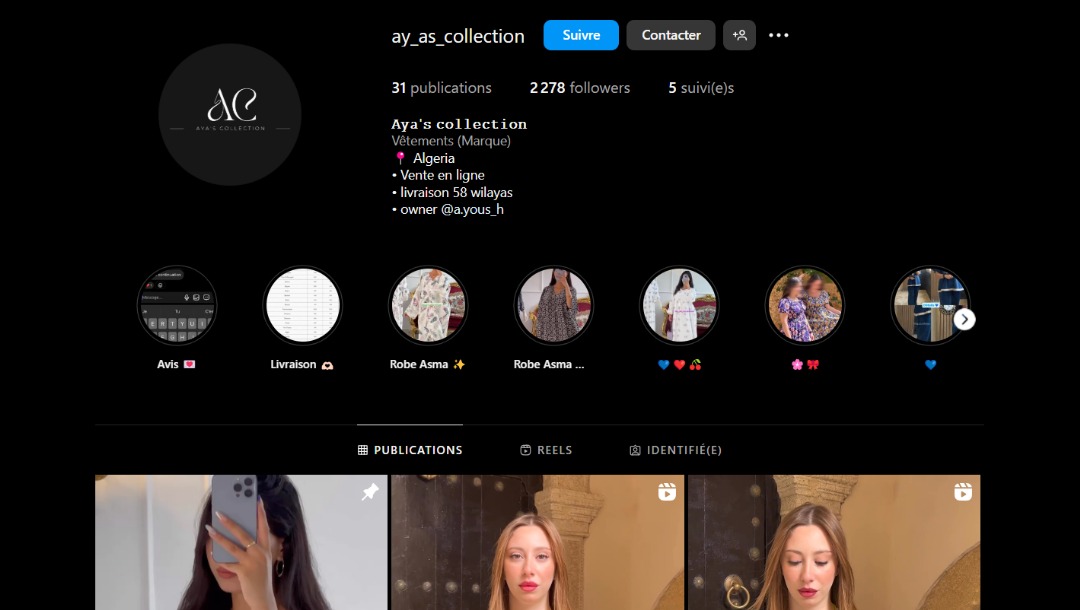 ay_as_collection Suivre Contacter
31 publications 2 278 followers 5 suivi(e)s
AC
AYA'S COLLECTION
Aya's collection
Vêtements (Marque)
📍 Algeria
• Vente en ligne
• livraison 58 wilayas
• owner @a.yous_h
E R T Y U
Avis 💌 Livraison 🫶🏻 Robe Asma ✨ Robe Asma ... 💙❤️🍒 🌸🎀 💙
PUBLICATIONS REELS IDENTIFIÉ(E)